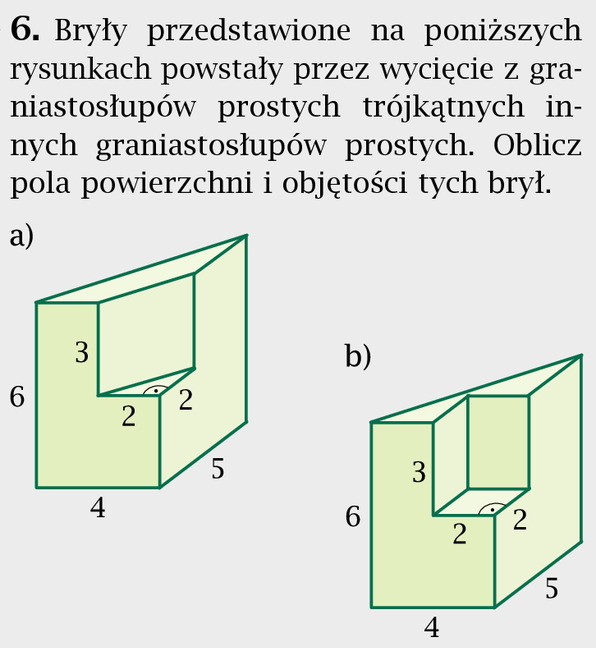 6. Bryły przedstawione na poniższych
rysunkach powstały przez wycięcie z gra-
niastosłupów prostych trójkątnych in-
nych graniastosłupów prostych. Oblicz
pola powierzchni i objętości tych brył.
a)
3
6
2
2
5
4
b)
3
6
2
2
5
4